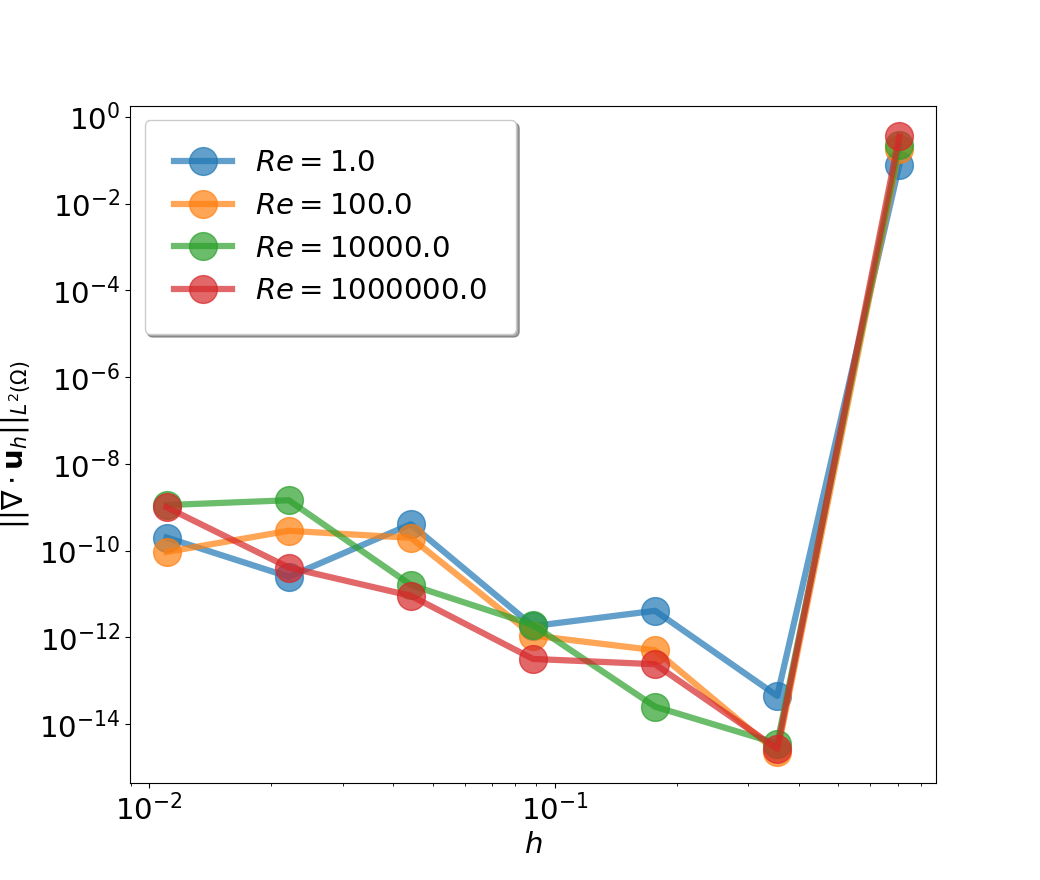 10^0
10^{-2}
10^{-4}
10^{-6}
10^{-8}
10^{-10}
10^{-12}
10^{-14}
||∇ · u_h||_{L^2(Ω)}
Re = 1.0
Re = 100.0
Re = 10000.0
Re = 1000000.0
10^{-2}
10^{-1}
h